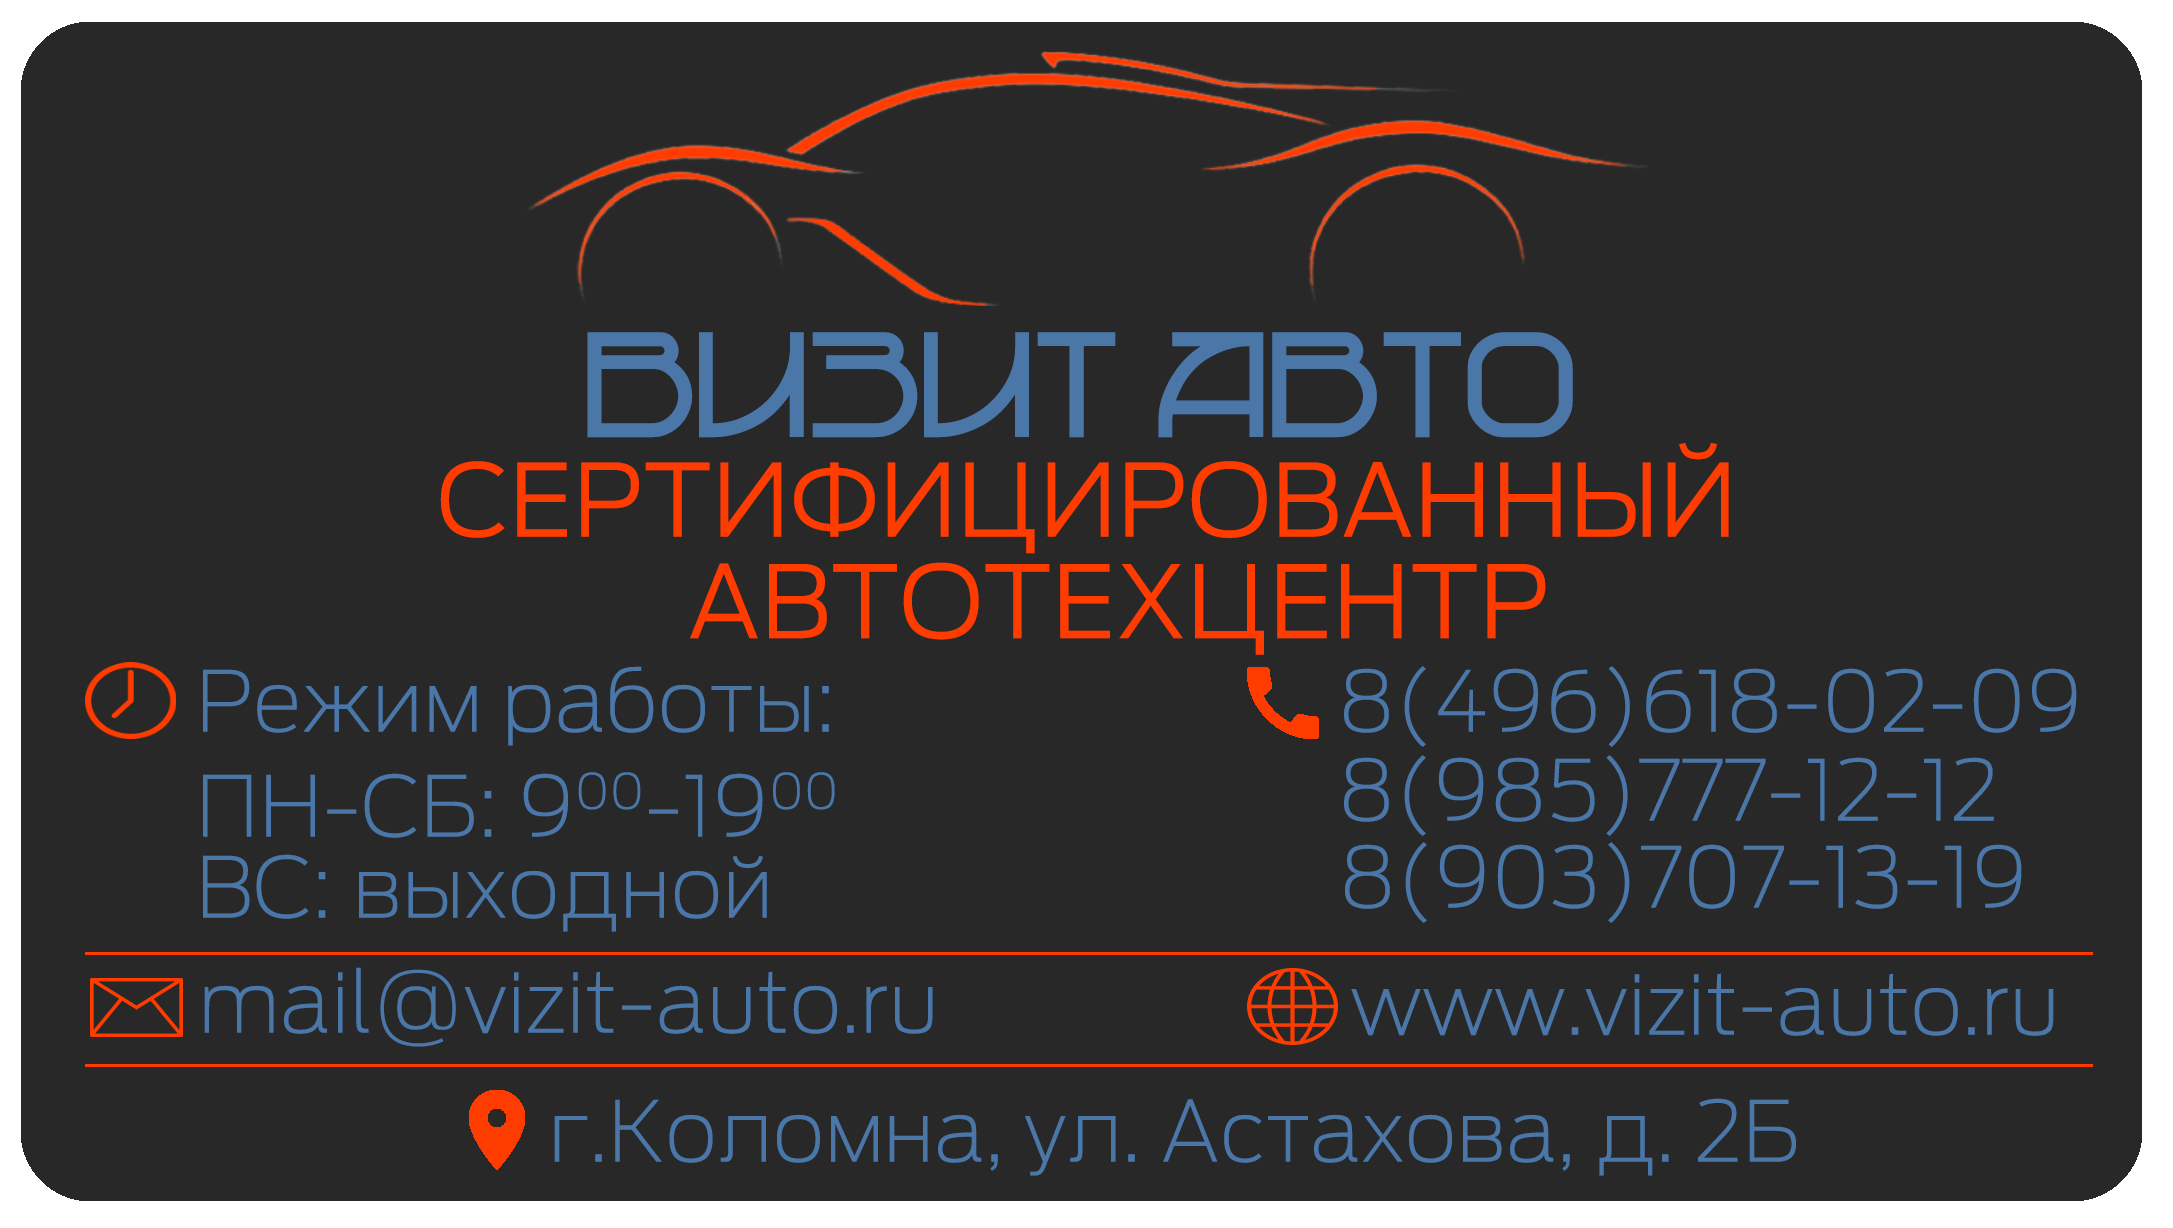 ВИЗИТ АВТО
СЕРТИФИЦИРОВАННЫЙ
АВТОТЕХЦЕНТР
Режим работы:
ПН-СБ: 9⁰⁰-19⁰⁰
ВС: выходной
8(496)618-02-09
8(985)777-12-12
8(903)707-13-19
mail@vizit-auto.ru
www.vizit-auto.ru
г.Коломна, ул. Астахова, д. 2Б